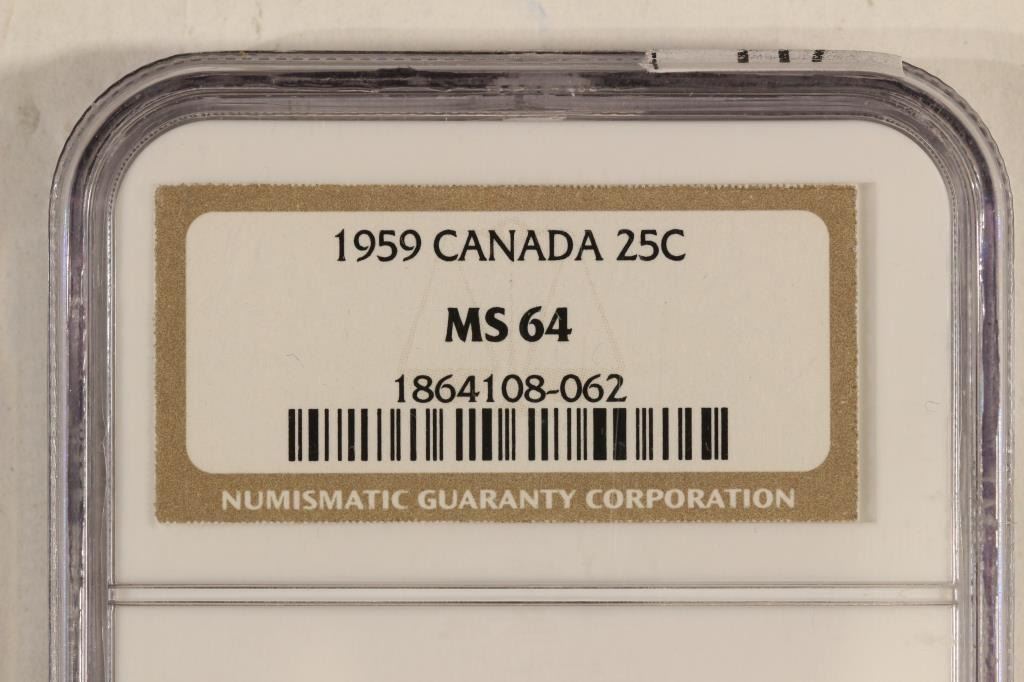 1959 CANADA 25C
MS 64
1864108-062
NUMISMATIC GUARANTY CORPORATION